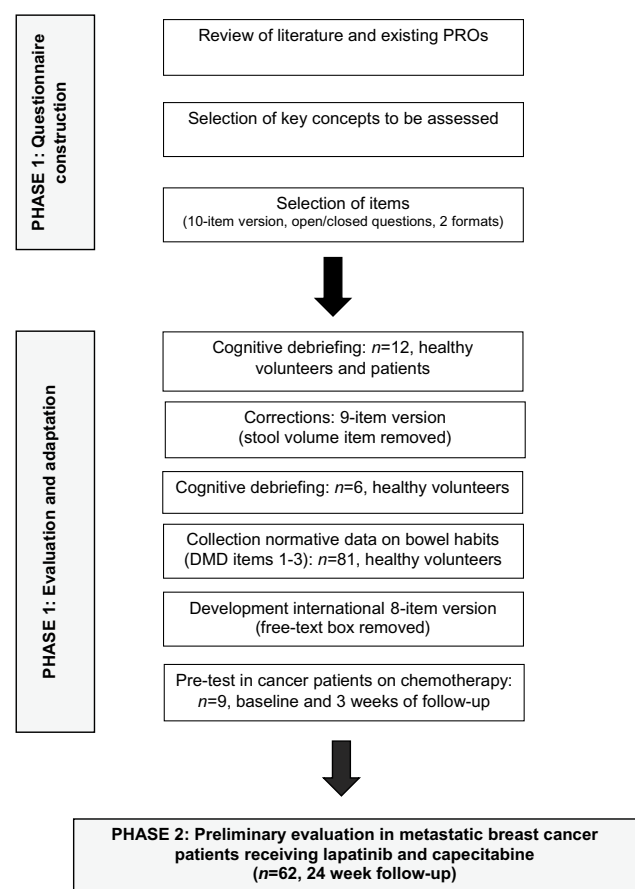 PHASE 1: Questionnaire
construction
Review of literature and existing PROs
Selection of key concepts to be assessed
Selection of items
(10-item version, open/closed questions, 2 formats)
PHASE 1: Evaluation and adaptation
Cognitive debriefing: n=12, healthy
volunteers and patients
Corrections: 9-item version
(stool volume item removed)
Cognitive debriefing: n=6, healthy volunteers
Collection normative data on bowel habits
(DMD items 1-3): n=81, healthy volunteers
Development international 8-item version
(free-text box removed)
Pre-test in cancer patients on chemotherapy:
n=9, baseline and 3 weeks of follow-up
PHASE 2: Preliminary evaluation in metastatic breast cancer
patients receiving lapatinib and capecitabine
(n=62, 24 week follow-up)